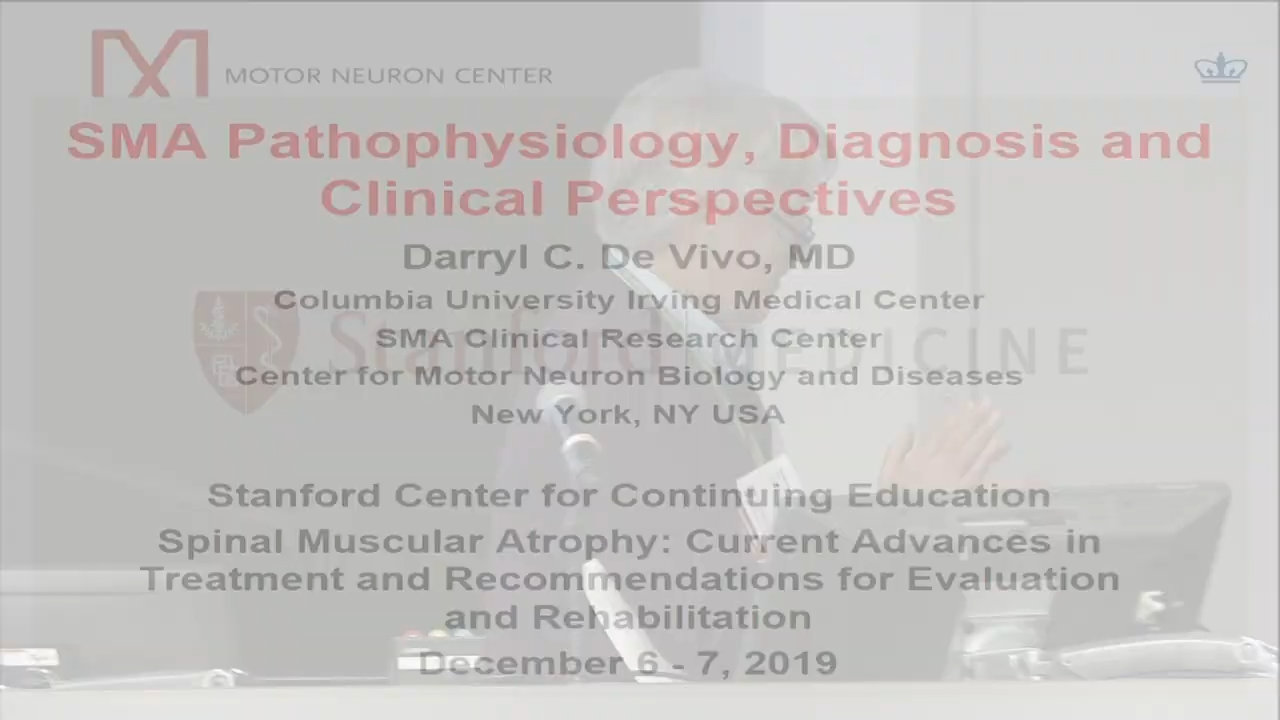 MOTOR NEURON CENTER
SMA Pathophysiology, Diagnosis and
Clinical Perspectives
Darryl C. De Vivo, MD
Columbia University Irving Medical Center
Stanford MEDICINE
SMA Clinical Research Center
Center for Motor Neuron Biology and Diseases
New York, NY USA
Stanford Center for Continuing Education
Spinal Muscular Atrophy: Current Advances in
Treatment and Recommendations for Evaluation
and Rehabilitation
December 6 - 7, 2019